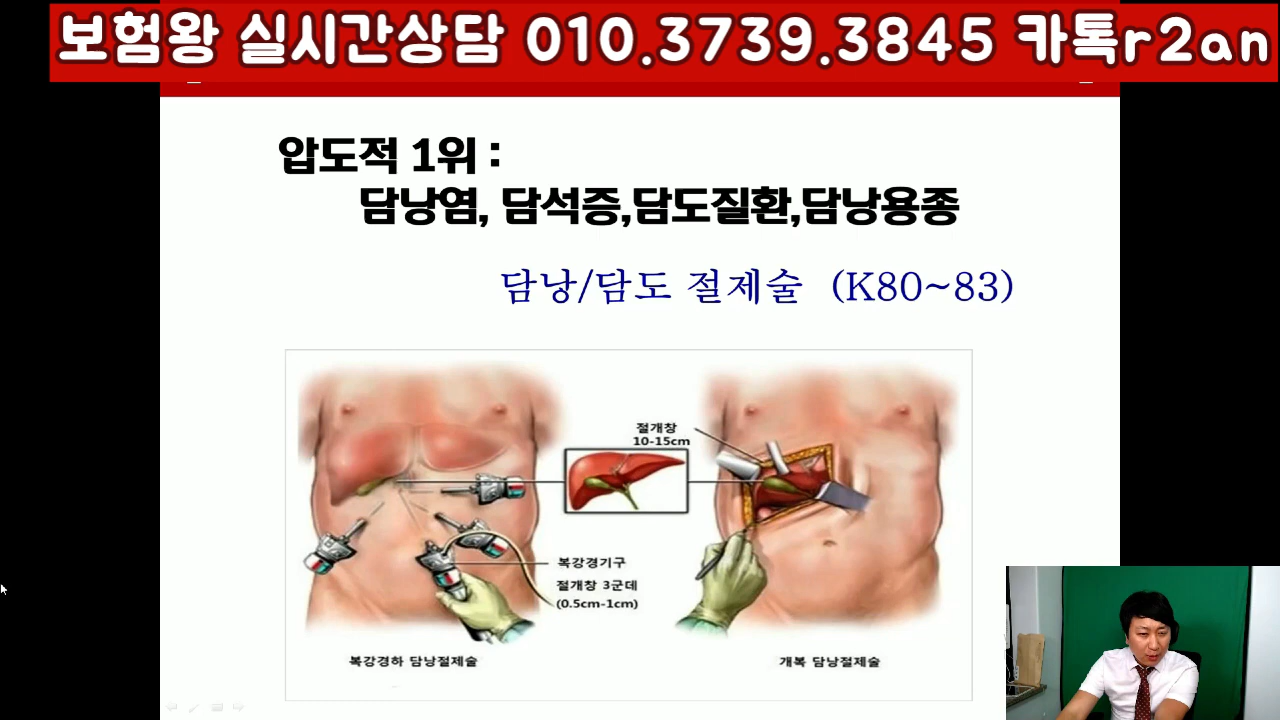 보험왕 실시간상담 010.3739.3845 카톡r2an
압도적 1위 :
담낭염, 담석증,담도질환,담낭용종
담낭/담도 절제술 (K80~83)
절개창
10-15cm
복강경기구
절개창 3군데
(0.5cm-1cm)
복강경하 담낭절제술
개복 담낭절제술